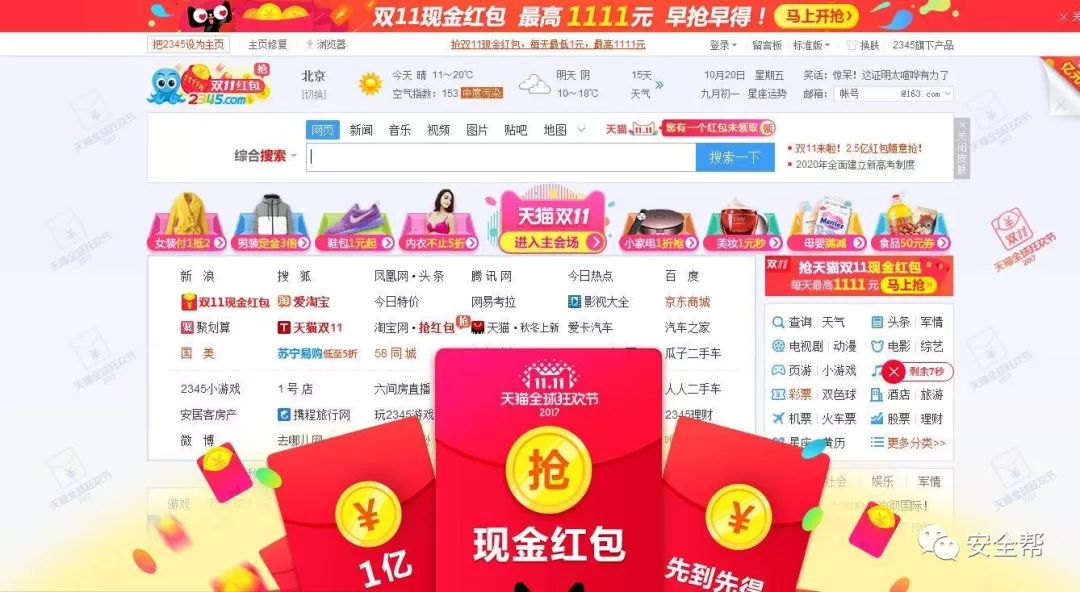 双11现金红包 最高1111元 早抢早得！ 马上开抢
把2345设为主页 主页修复 浏览器 抢双11现金红包，每天最低1元，最高1111元 登录 留言板 标准版 换肤 2345旗下产品
抢
双11红包
2345.com
北京
[切换]
今天 晴 11~20℃
空气指数：153 中度污染
明天 阴
10~18℃
15天
天气
10月20日 星期五
九月初一 星座运势
笑话：惊呆！这证明太喧哗有力了
邮箱： 帐号 @163.com
亿元
网页 新闻 音乐 视频 图片 贴吧 地图 天猫 11.11 您有一个红包未领取 领
综合搜索 搜索一下
双11来啦！2.5亿红包随意抢！
2020年全面建立新高考制度
×关闭皮肤
女装付1抵2 男装定金3倍 鞋包1元起 内衣不止5折
天猫双11
进入主会场
小家电1折抢 美妆1元秒 母婴满减 食品50元券
新 浪 搜 狐 凤凰网·头条 腾讯网 今日热点 百 度
双11现金红包 爱淘宝 今日特价 网易考拉 影视大全 京东商城
聚划算 天猫双11 淘宝网·抢红包 抢 天猫·秋冬上新 爱卡汽车 汽车之家
国 美 苏宁易购低至5折 58同城 瓜子二手车
2345小游戏 1号店 六间房直播 人人二手车
安居客房产 携程旅行网 玩2345游戏 2345理财
微 博 去哪儿网
双11
抢天猫双11现金红包
每天最高1111元 马上抢
查询 天气 头条 军情
电视剧 动漫 电影 综艺
页游 小游戏 剩余7秒
彩票 双色球 酒店 旅游
机票 火车票 股票 理财
星座 黄历 更多分类>>
游戏 社会 娱乐 军情
11.11
天猫全球狂欢节
2017
抢
现金红包
¥
1亿
¥
先到先得
天猫全球狂欢节
2017
双11
天猫全球狂欢节
2017
安全帮